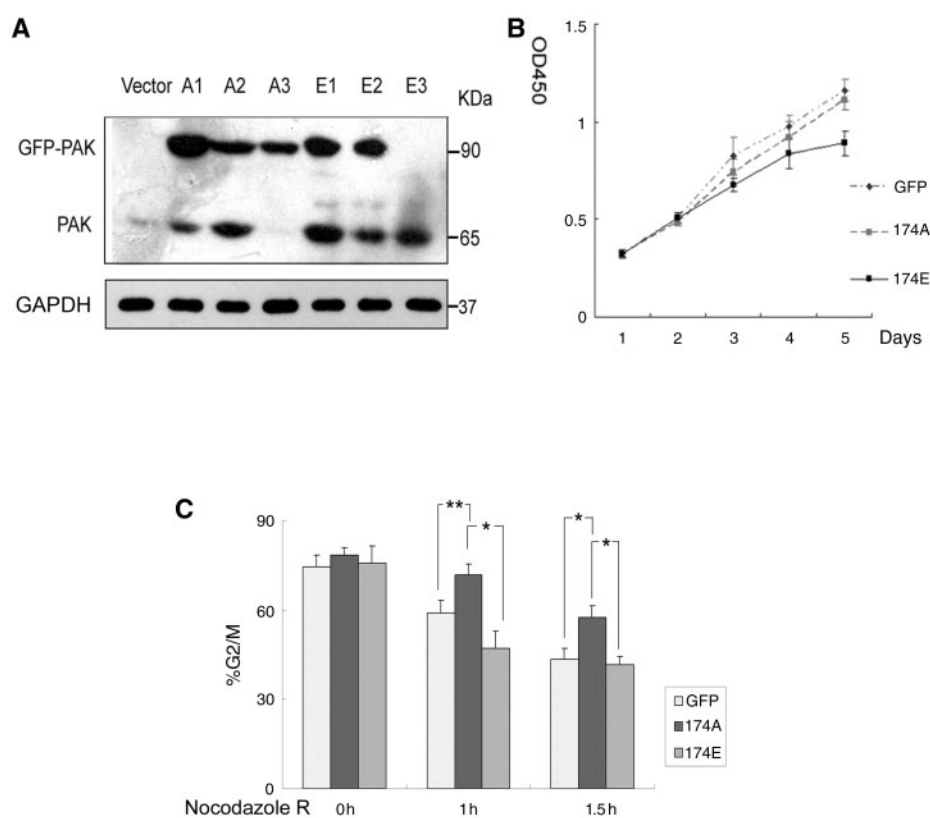 A
Vector A1 A2 A3 E1 E2 E3
KDa
GFP-PAK
90
PAK
65
GAPDH
37
B
OD450
1.5
1
0.5
0
1 2 3 4 5 Days
GFP
174A
174E
C
%G2/M
90
60
30
0
** * * *
Nocodazole R 0h 1h 1.5h
GFP
174A
174E